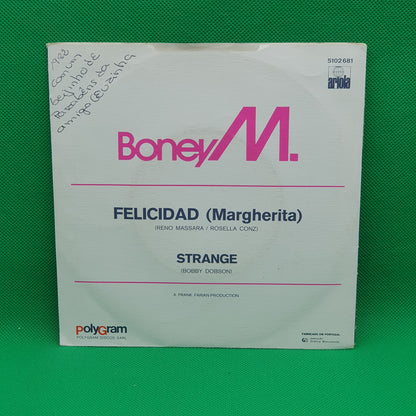 1982
com um
beijinho de
Parabéns da
amiga
5102 681
ariola
Boney M.
FELICIDAD (Margherita)
(RENO MASSARA / ROSELLA CONZ)
STRANGE
(BOBBY DOBSON)
A FRANK FARIAN PRODUCTION
PolyGram
POLYGRAM DISCOS SARL
FABRICADO EM PORTUGAL